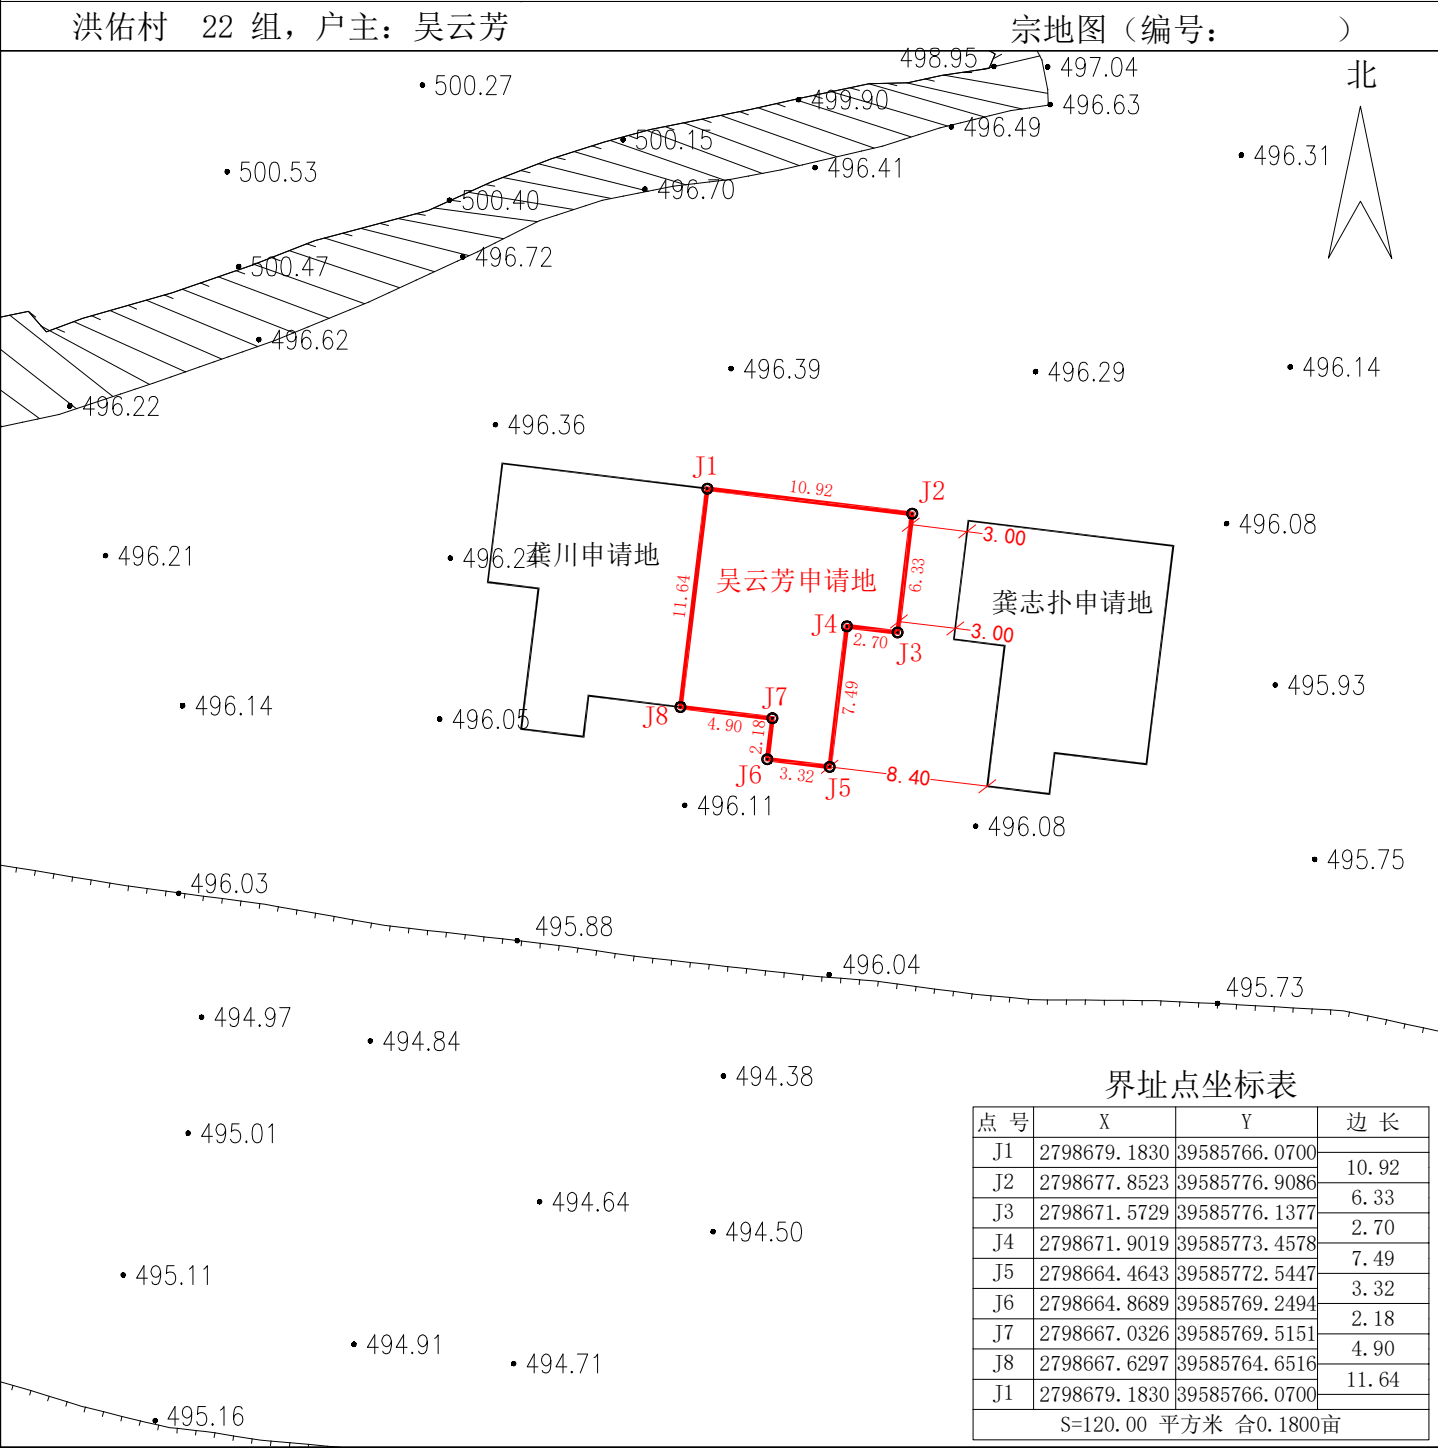 洪佑村 22 组，户主：吴云芳
宗地图（编号： ）
498.95
497.04
北
500.27
499.90
496.63
496.49
500.15
496.31
500.53
496.41
496.70
500.40
496.72
500.47
496.62
496.39
496.29
496.14
496.22
496.36
J1
10.92
J2
496.08
3.00
496.21
496.24
龚川申请地
吴云芳申请地
6.33
11.64
龚志扑申请地
J4
2.70
J3
3.00
495.93
7.49
496.14
496.05
J8
4.90
J7
2.18
J6
3.32
J5
8.40
496.11
496.08
495.75
496.03
495.88
496.04
495.73
494.97
494.84
494.38
495.01
494.64
494.50
495.11
494.91
494.71
495.16
界址点坐标表
点 号 X Y 边 长
J1 2798679.1830 39585766.0700
10.92
J2 2798677.8523 39585776.9086
6.33
J3 2798671.5729 39585776.1377
2.70
J4 2798671.9019 39585773.4578
7.49
J5 2798664.4643 39585772.5447
3.32
J6 2798664.8689 39585769.2494
2.18
J7 2798667.0326 39585769.5151
4.90
J8 2798667.6297 39585764.6516
11.64
J1 2798679.1830 39585766.0700
S=120.00 平方米 合0.1800亩